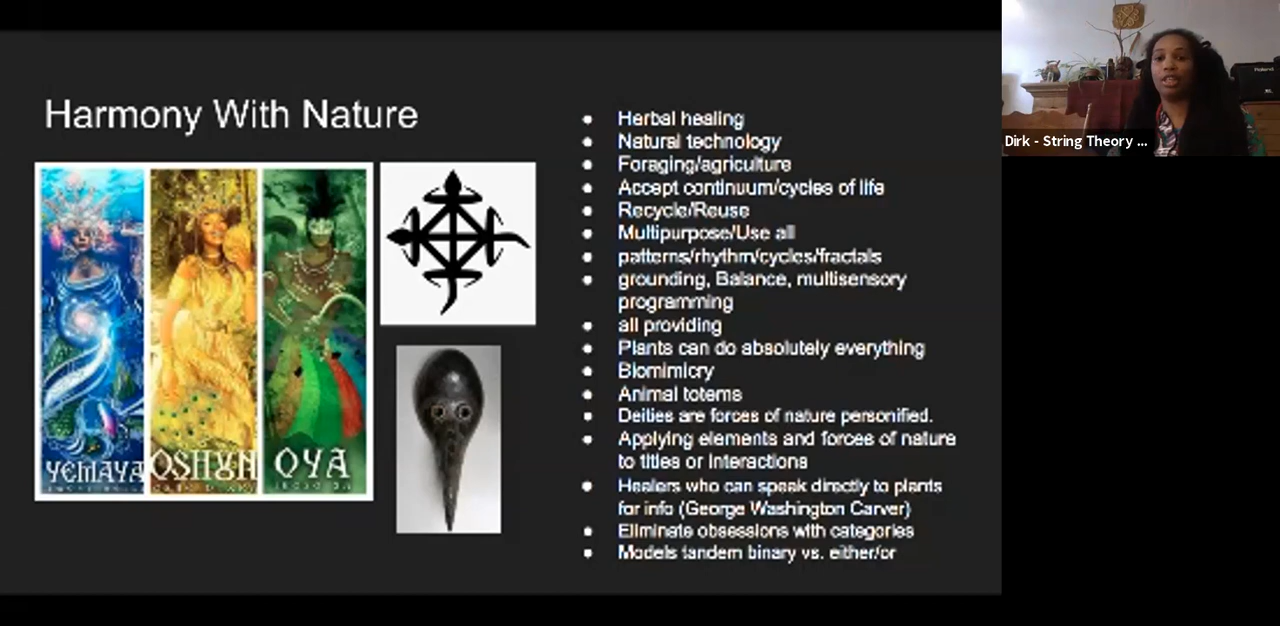 Harmony With Nature
YEMAYA
OSHUN
OYA
● Herbal healing
● Natural technology
● Foraging/agriculture
● Accept continuum/cycles of life
● Recycle/Reuse
● Multipurpose/Use all
● patterns/rhythm/cycles/fractals
● grounding, Balance, multisensory
programming
● all providing
● Plants can do absolutely everything
● Biomimicry
● Animal totems
● Deities are forces of nature personified.
● Applying elements and forces of nature
to titles or interactions
● Healers who can speak directly to plants
for info (George Washington Carver)
● Eliminate obsessions with categories
● Models tandem binary vs. either/or
Dirk - String Theory ...
Roland